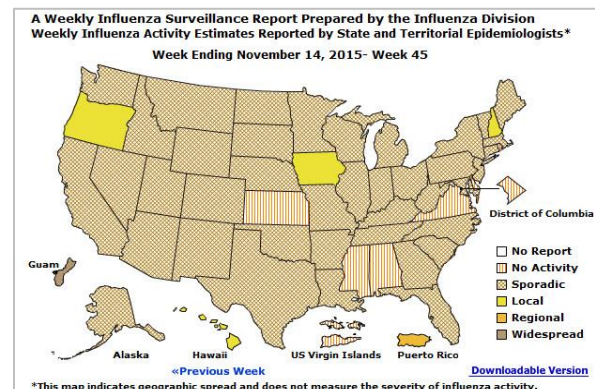 A Weekly Influenza Surveillance Report Prepared by the Influenza Division
Weekly Influenza Activity Estimates Reported by State and Territorial Epidemiologists*
Week Ending November 14, 2015- Week 45
District of Columbia
Guam
No Report
No Activity
Sporadic
Local
Regional
Widespread
Alaska
Hawaii
US Virgin Islands
Puerto Rico
«Previous Week
Downloadable Version
*This map indicates geographic spread and does not measure the severity of influenza activity.